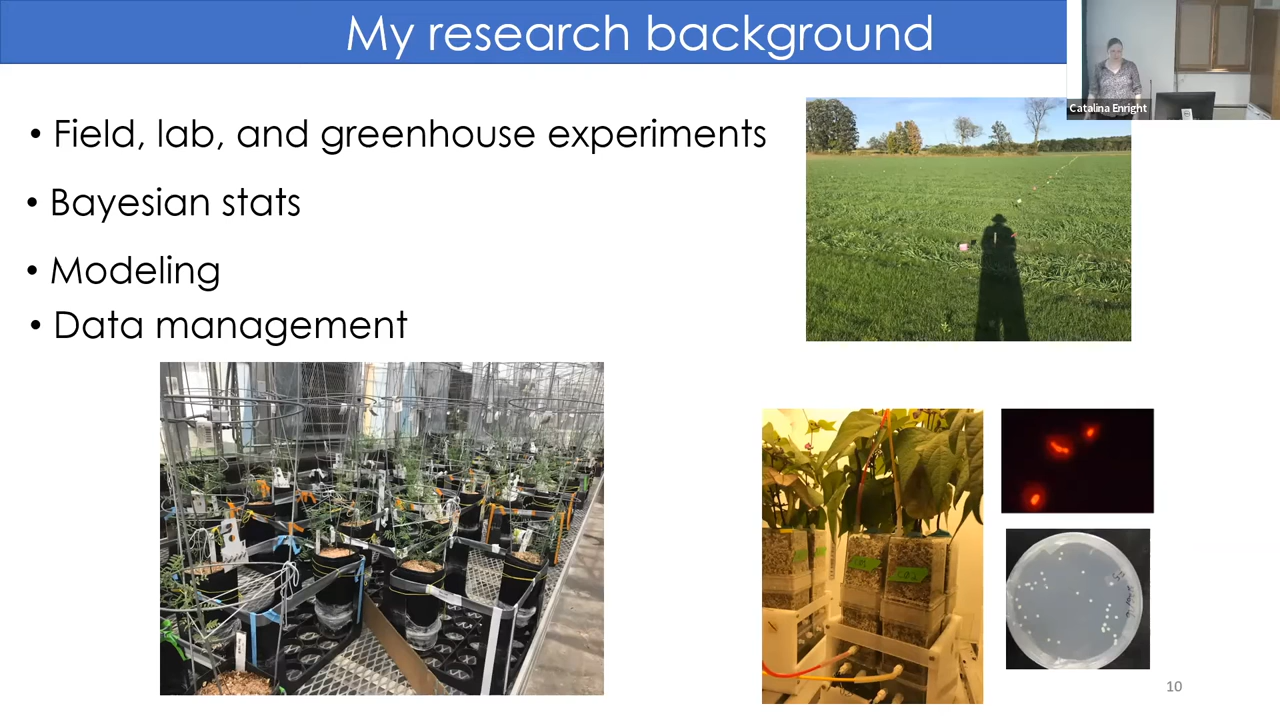 My research background
Catalina Enright
• Field, lab, and greenhouse experiments
• Bayesian stats
• Modeling
• Data management
10